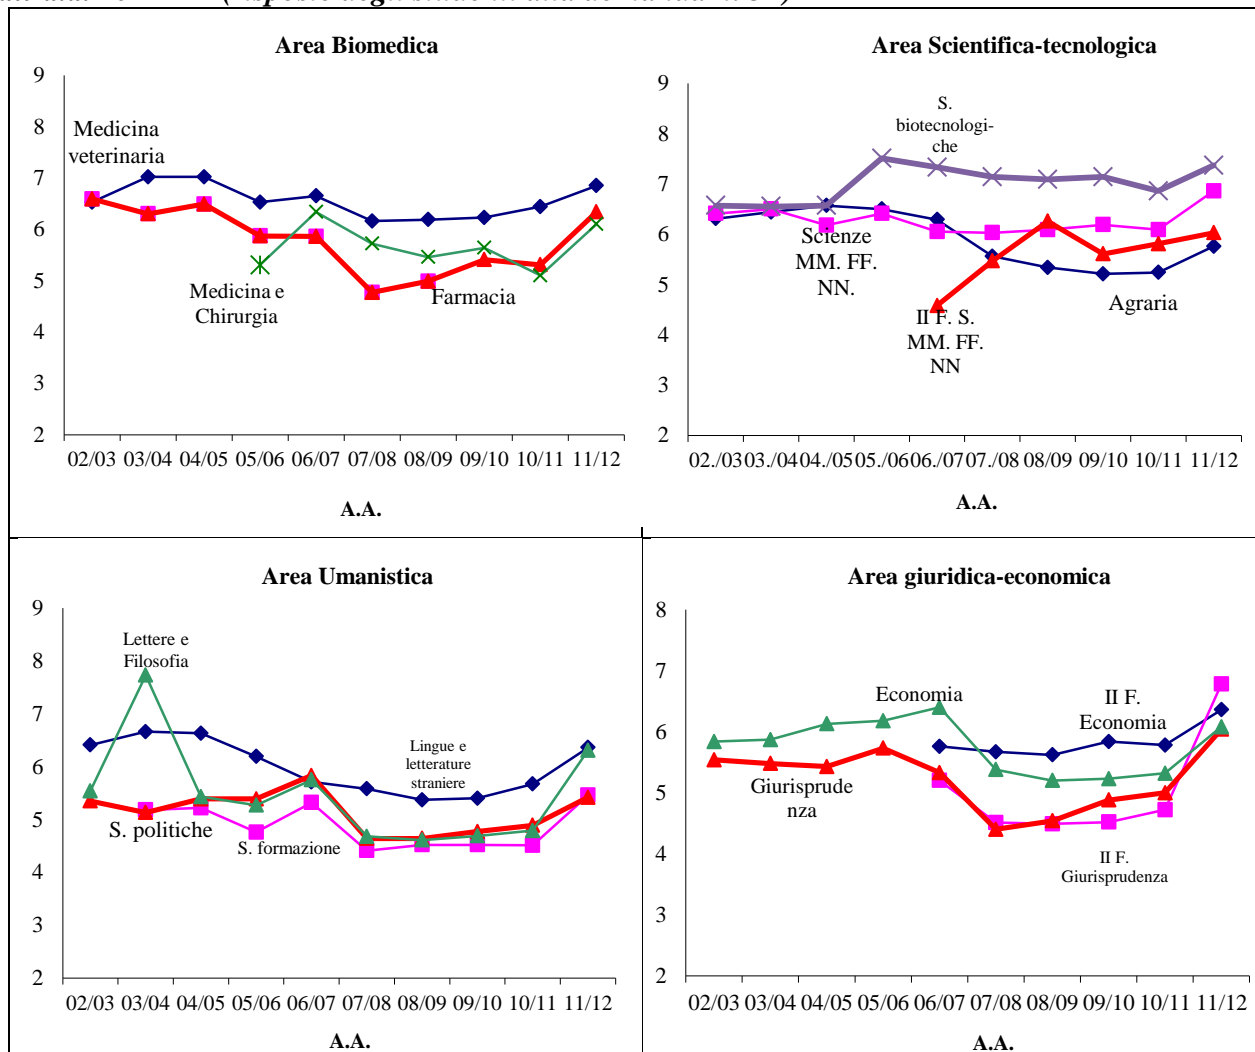 Area Biomedica
9
8
7
6
5
4
3
2
Medicina
veterinaria
Medicina e
Chirurgia
Farmacia
02/03 03/04 04/05 05/06 06/07 07/08 08/09 09/10 10/11 11/12
A.A.
Area Scientifica-tecnologica
9
8
7
6
5
4
3
2
S.
biotecnologi-
che
Scienze
MM. FF.
NN.
II F. S.
MM. FF.
NN
Agraria
02./03 03./04 04./05 05./06 06./07 07./08 08/09 09/10 10/11 11/12
A.A.
Area Umanistica
9
8
7
6
5
4
3
2
Lettere e
Filosofia
Lingue e
letterature
straniere
S. politiche
S. formazione
02/03 03/04 04/05 05/06 06/07 07/08 08/09 09/10 10/11 11/12
A.A.
Area giuridica-economica
8
7
6
5
4
3
2
Economia
II F.
Economia
Giurisprude
nza
II F.
Giurisprudenza
02/03 03/04 04/05 05/06 06/07 07/08 08/09 09/10 10/11 11/12
A.A.